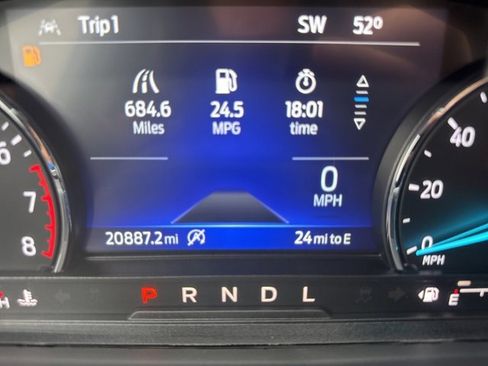 Trip1 SW 52º
684.6 24.5 18:01
Miles MPG time
6
7
8
0
MPH
40
20
0
MPH
20887.2 mi 24 mi to E
H P R N D L E